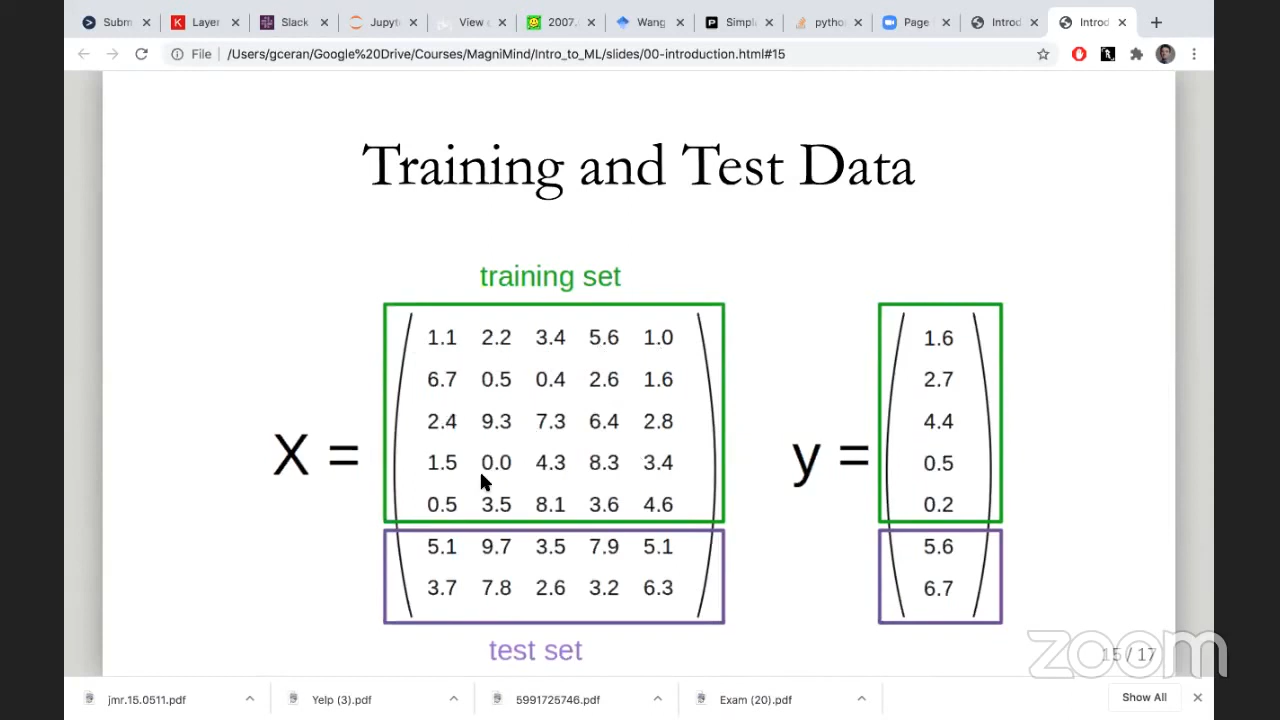 Subm
Layer
Slack
Jupyt
View
2007.
Wang
Simpl
pytho
Page
Introd
Introd
File /Users/gceran/Google%20Drive/Courses/MagniMind/Intro_to_ML/slides/00-introduction.html#15
Training and Test Data
training set
X =
1.1 2.2 3.4 5.6 1.0
6.7 0.5 0.4 2.6 1.6
2.4 9.3 7.3 6.4 2.8
1.5 0.0 4.3 8.3 3.4
0.5 3.5 8.1 3.6 4.6
5.1 9.7 3.5 7.9 5.1
3.7 7.8 2.6 3.2 6.3
test set
y =
1.6
2.7
4.4
0.5
0.2
5.6
6.7
15 / 17
zoom
jmr.15.0511.pdf
Yelp (3).pdf
5991725746.pdf
Exam (20).pdf
Show All